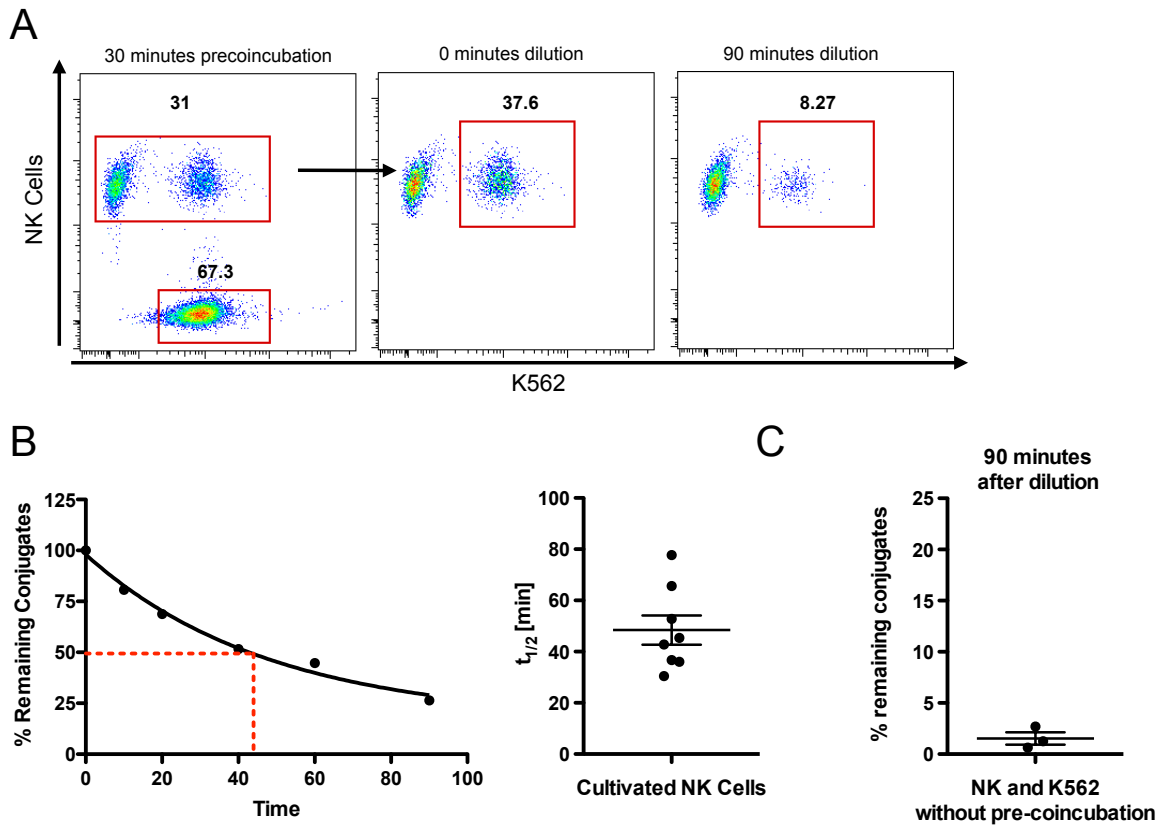 A
30 minutes precoincubation
0 minutes dilution
90 minutes dilution
31
37.6
8.27
67.3
NK Cells
K562
B
125
100
75
50
25
0
% Remaining Conjugates
0 20 40 60 80 100
Time
100
80
60
40
20
0
t1/2 [min]
Cultivated NK Cells
C
90 minutes
after dilution
25
20
15
10
5
0
% remaining conjugates
NK and K562
without pre-coincubation